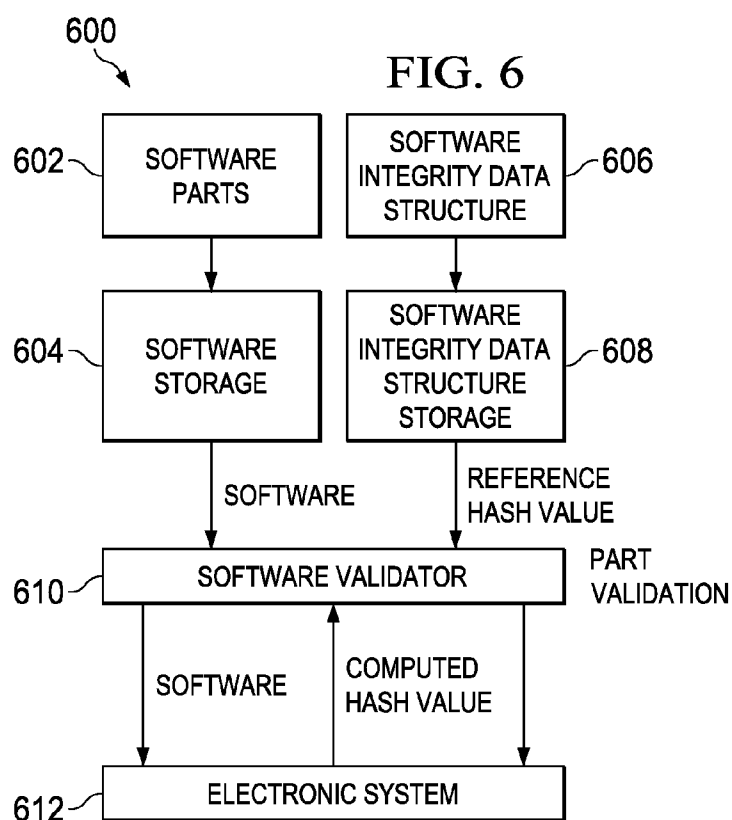 600
FIG. 6
602
SOFTWARE
PARTS
SOFTWARE
INTEGRITY DATA
STRUCTURE
606
604
SOFTWARE
STORAGE
SOFTWARE
INTEGRITY DATA
STRUCTURE
STORAGE
608
SOFTWARE
REFERENCE
HASH VALUE
610
SOFTWARE VALIDATOR
PART
VALIDATION
SOFTWARE
COMPUTED
HASH VALUE
612
ELECTRONIC SYSTEM